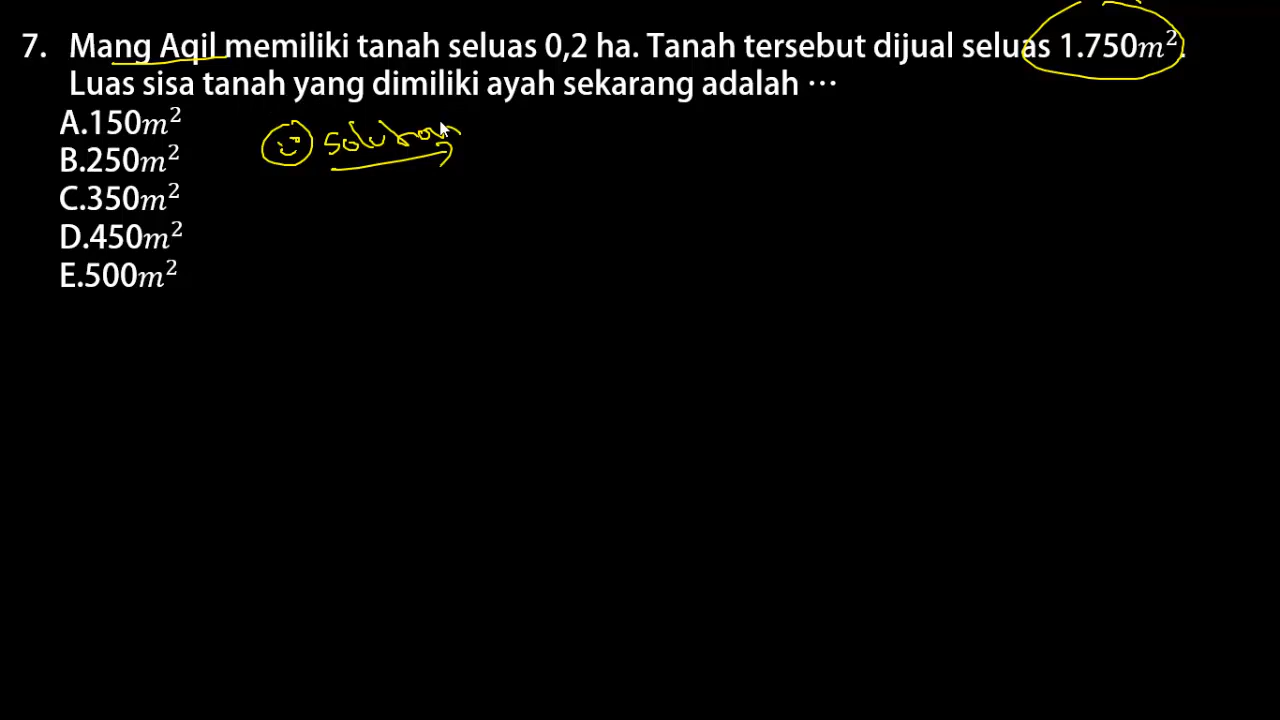 7. Mang Aqil memiliki tanah seluas 0,2 ha. Tanah tersebut dijual seluas 1.750m².
Luas sisa tanah yang dimiliki ayah sekarang adalah ⋯
A.150m²
B.250m²
C.350m²
D.450m²
E.500m²
Solution